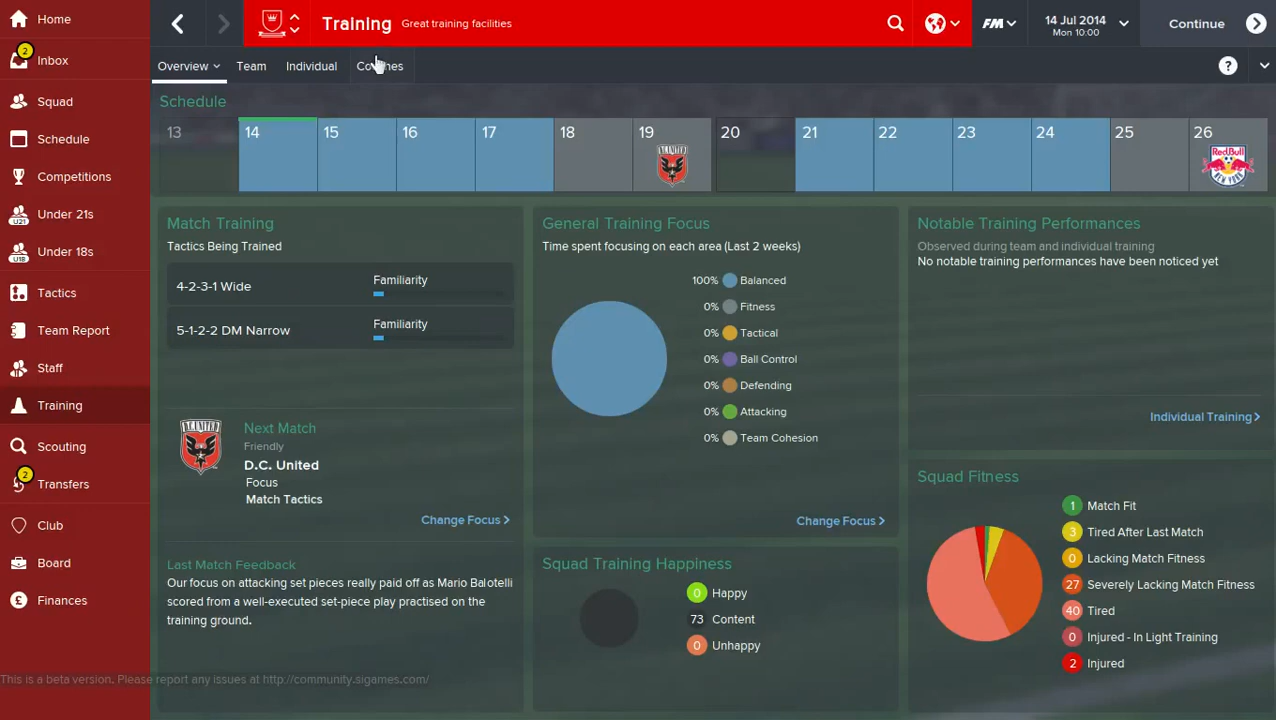 Home
2
Inbox
Squad
Schedule
Competitions
U21
Under 21s
U18
Under 18s
Tactics
Team Report
Staff
Training
Scouting
2
Transfers
Club
Board
Finances
Training Great training facilities
FM
14 Jul 2014
Mon 10:00
Continue
Overview Team Individual
?
Schedule
13 14 15 16 17 18 19 20 21 22 23 24 25 26
D.C. UNITED
Red Bull
NEW YORK
Match Training
Tactics Being Trained
4-2-3-1 Wide Familiarity
5-1-2-2 DM Narrow Familiarity
D.C. UNITED
Next Match
Friendly
D.C. United
Focus
Match Tactics
Change Focus >
Last Match Feedback
Our focus on attacking set pieces really paid off as Mario Balotelli
scored from a well-executed set-piece play practised on the
training ground.
General Training Focus
Time spent focusing on each area (Last 2 weeks)
100% Balanced
0% Fitness
0% Tactical
0% Ball Control
0% Defending
0% Attacking
0% Team Cohesion
Change Focus >
Squad Training Happiness
0 Happy
73 Content
0 Unhappy
Notable Training Performances
Observed during team and individual training
No notable training performances have been noticed yet
Individual Training >
Squad Fitness
1 Match Fit
3 Tired After Last Match
0 Lacking Match Fitness
27 Severely Lacking Match Fitness
40 Tired
0 Injured - In Light Training
2 Injured
This is a beta version. Please report any issues at http://community.sigames.com/